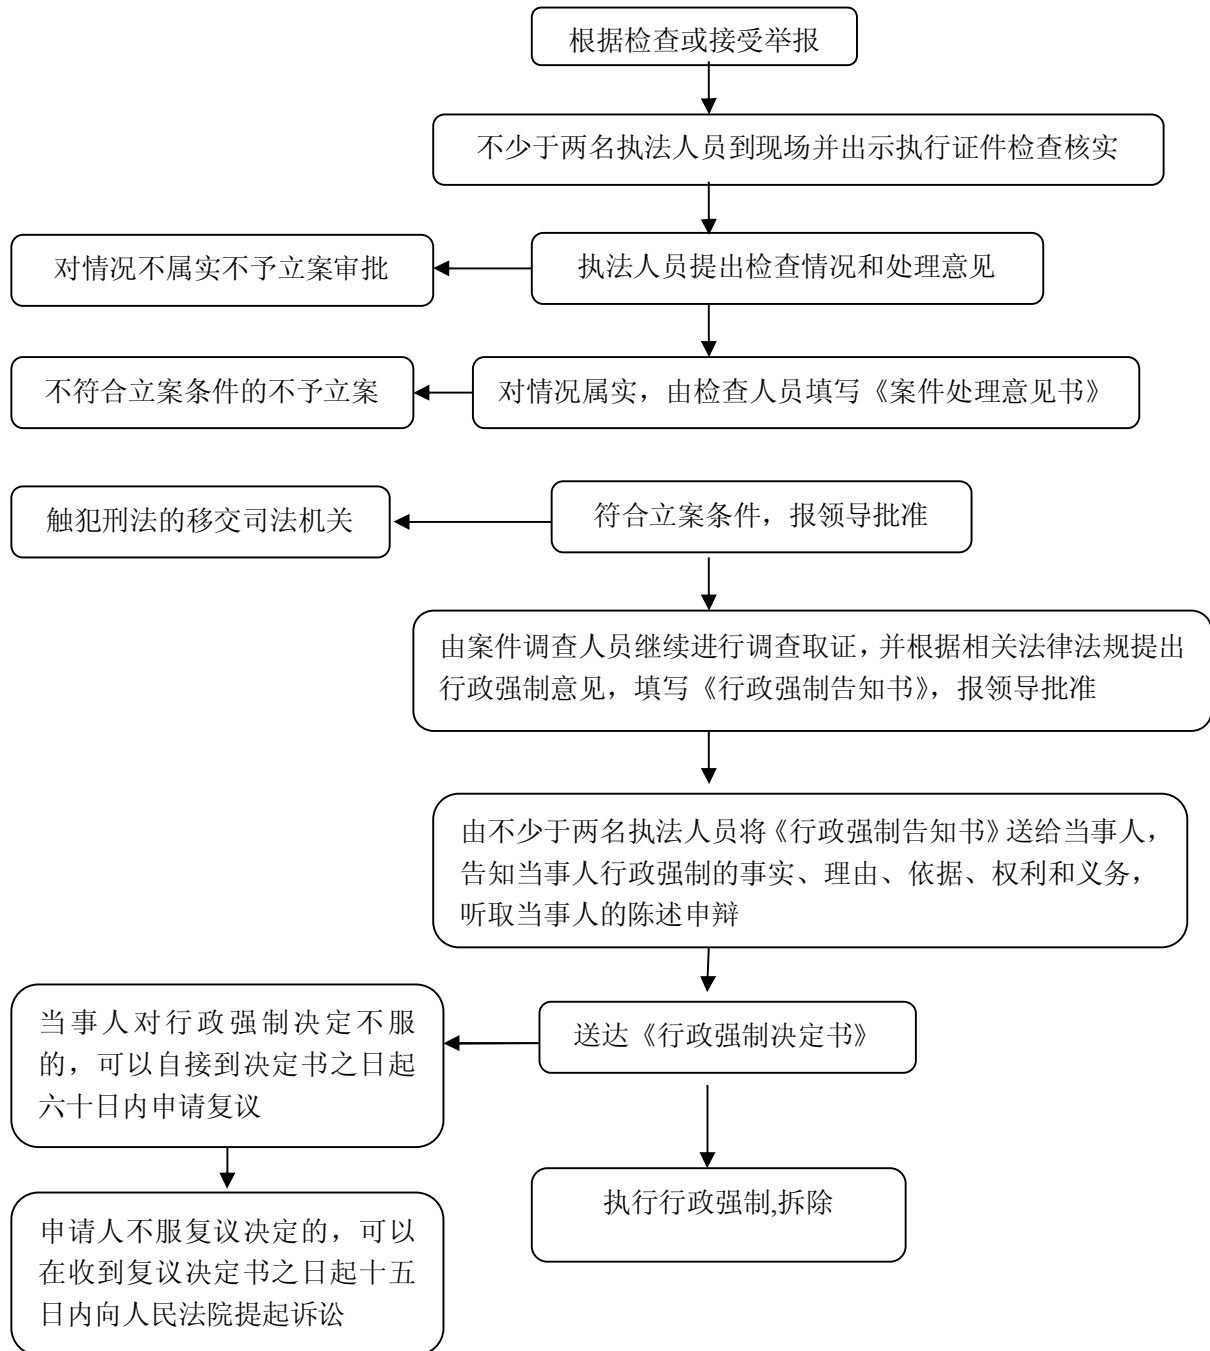 根据检查或接受举报
不少于两名执法人员到现场并出示执行证件检查核实
对情况不属实不予立案审批
执法人员提出检查情况和处理意见
不符合立案条件的不予立案
对情况属实，由检查人员填写《案件处理意见书》
触犯刑法的移交司法机关
符合立案条件，报领导批准
由案件调查人员继续进行调查取证，并根据相关法律法规提出
行政强制意见，填写《行政强制告知书》，报领导批准
由不少于两名执法人员将《行政强制告知书》送给当事人，
告知当事人行政强制的事实、理由、依据、权利和义务，
听取当事人的陈述申辩
当事人对行政强制决定不服
的，可以自接到决定书之日起
六十日内申请复议
送达《行政强制决定书》
执行行政强制,拆除
申请人不服复议决定的，可以
在收到复议决定书之日起十五
日内向人民法院提起诉讼